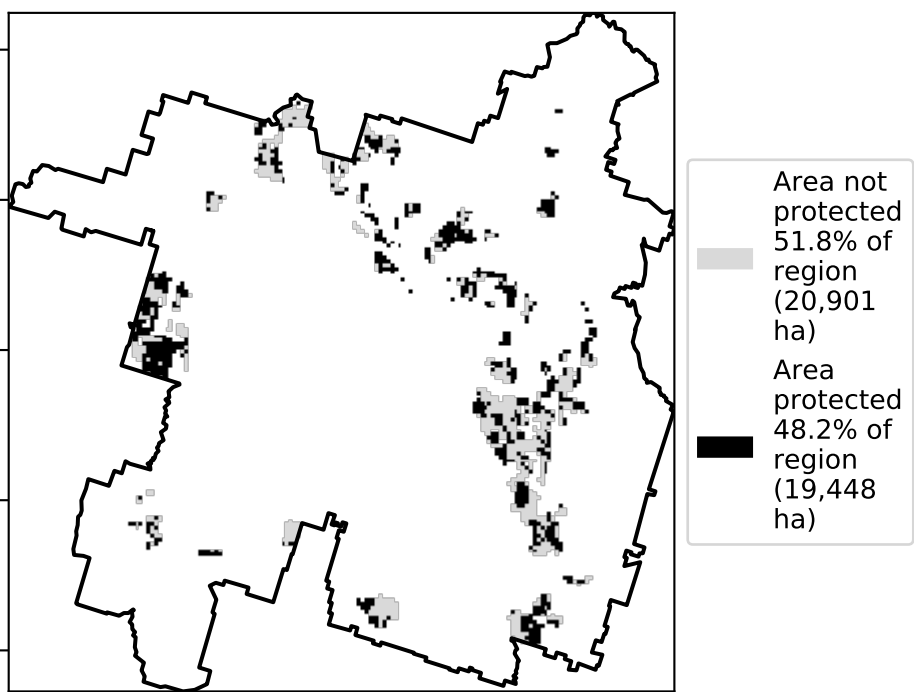 Area not
protected
51.8% of
region
(20,901
ha)
Area
protected
48.2% of
region
(19,448
ha)